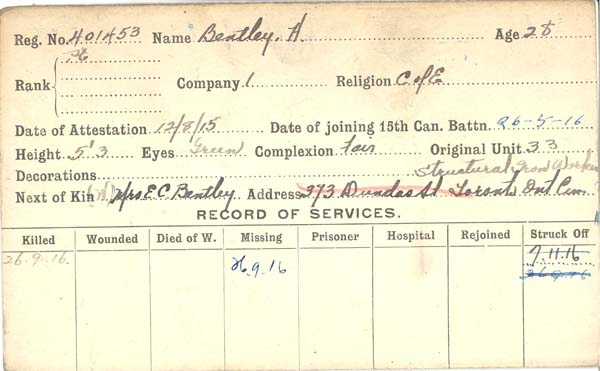 Reg. No. 401453 Name Bentley. H. Age 28
Rank Pte
Company 1 Religion C of E
Date of Attestation 12/8/15 Date of joining 15th Can. Battn. 26-5-16
Height 5'3 Eyes Green Complexion Fair Original Unit 33
Decorations Structural Iron Worker
Next of Kin Mrs E C Bentley Address 373 Dundas St Toronto Ont Can.
RECORD OF SERVICES.
Killed Wounded Died of W. Missing Prisoner Hospital Rejoined Struck Off
26.9.16. 26.9.16 7.11.16
26.9.16